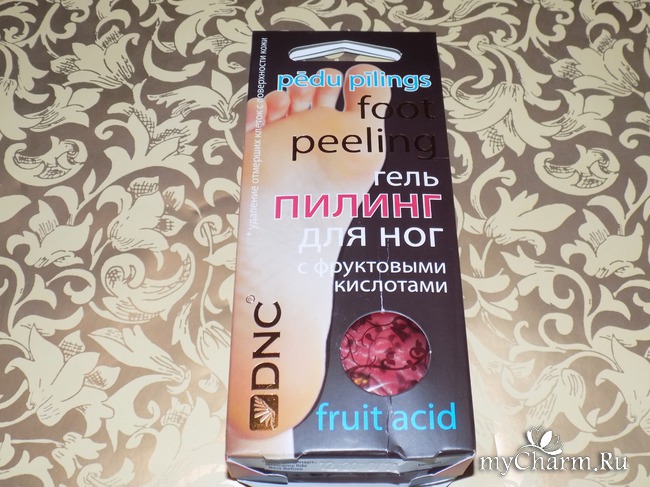 pēdu pīlings
foot
peeling
гель
ПИЛИНГ
для ног
с фруктовыми
кислотами
*удаление отмерших клеток с поверхности кожи
DNC®
fruit acid
myCharm.Ru